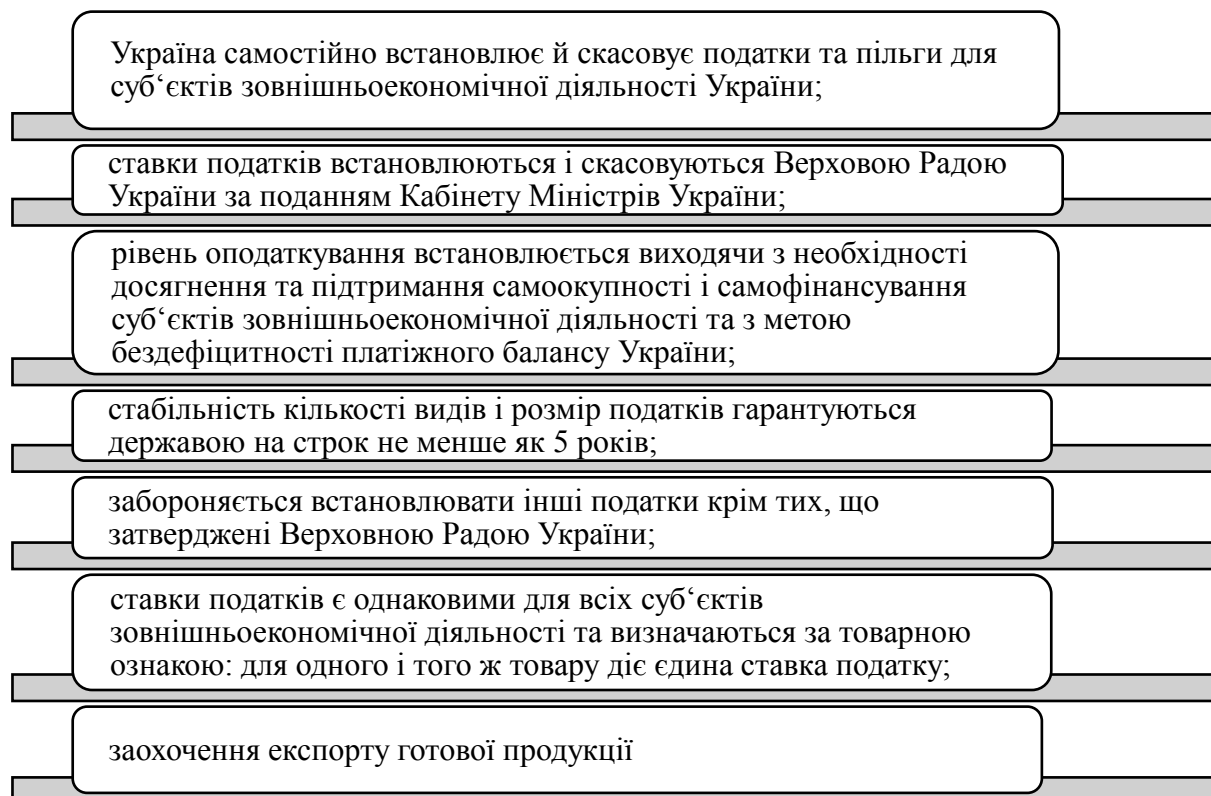 Україна самостійно встановлює й скасовує податки та пільги для
суб‘єктів зовнішньоекономічної діяльності України;
ставки податків встановлюються і скасовуються Верховою Радою
України за поданням Кабінету Міністрів України;
рівень оподаткування встановлюється виходячи з необхідності
досягнення та підтримання самоокупності і самофінансування
суб‘єктів зовнішньоекономічної діяльності та з метою
бездефіцитності платіжного балансу України;
стабільність кількості видів і розмір податків гарантуються
державою на строк не менше як 5 років;
забороняється встановлювати інші податки крім тих, що
затверджені Верховною Радою України;
ставки податків є однаковими для всіх суб‘єктів
зовнішньоекономічної діяльності та визначаються за товарною
ознакою: для одного і того ж товару діє єдина ставка податку;
заохочення експорту готової продукції